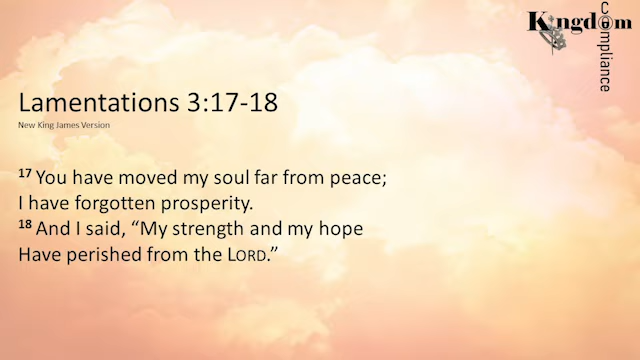 Kingdom
Compliance
Lamentations 3:17-18
New King James Version
17 You have moved my soul far from peace;
I have forgotten prosperity.
18 And I said, “My strength and my hope
Have perished from the LORD.”